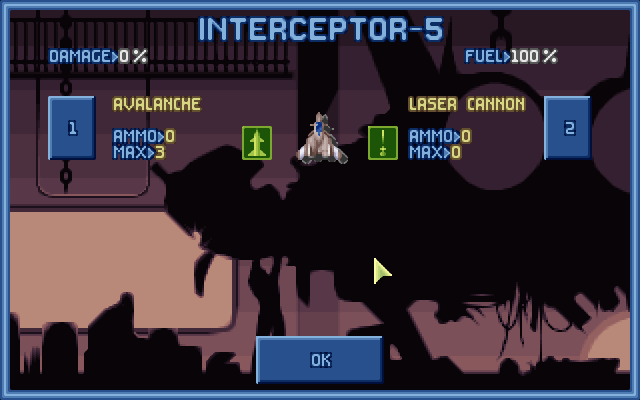 INTERCEPTOR-5
DAMAGE>0% FUEL>100%
AVALANCHE LASER CANNON
1 AMMO>0 AMMO>0 2
MAX>3 MAX>0
OK